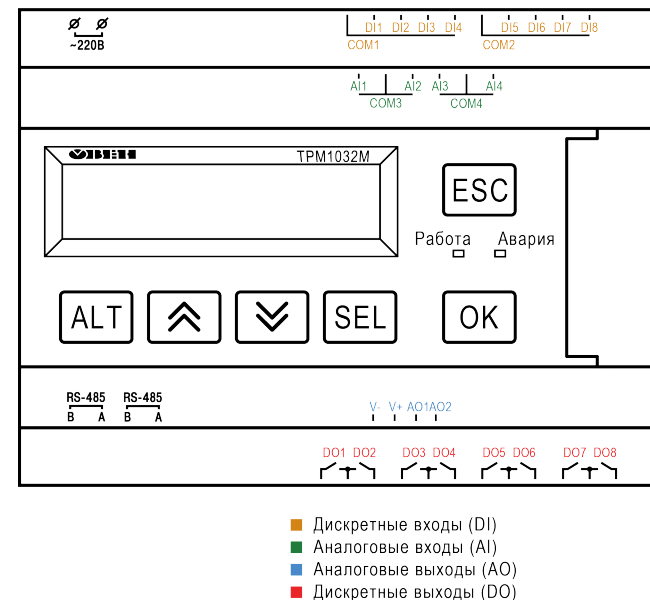 ~220В
DI1 DI2 DI3 DI4 DI5 DI6 DI7 DI8
COM1 COM2
AI1 AI2 AI3 AI4
COM3 COM4
ОВЕН ТРМ1032М
ESC
Работа Авария
ALT SEL OK
RS-485 RS-485
B A B A
V- V+ AO1 AO2
DO1 DO2 DO3 DO4 DO5 DO6 DO7 DO8
Дискретные входы (DI)
Аналоговые входы (AI)
Аналоговые выходы (AO)
Дискретные выходы (DO)